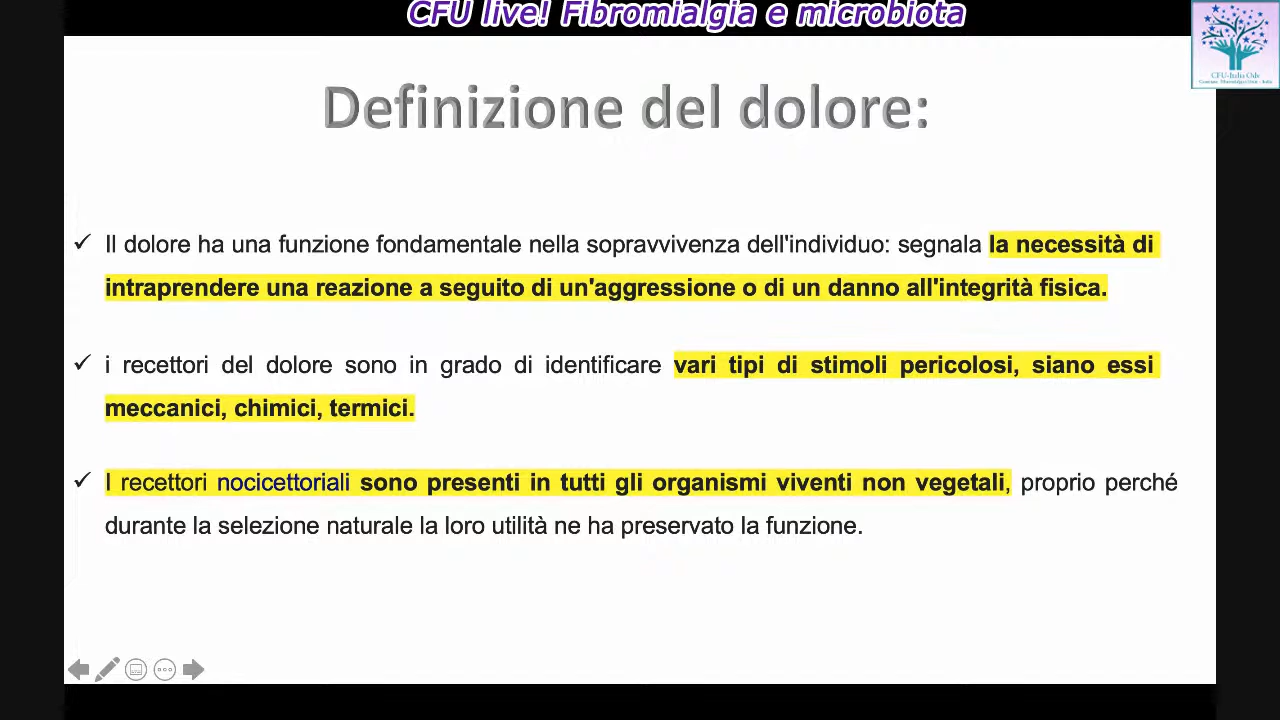 CFU live! Fibromialgia e microbiota
CFU-Italia Odv
Definizione del dolore:
✓ Il dolore ha una funzione fondamentale nella sopravvivenza dell'individuo: segnala la necessità di
intraprendere una reazione a seguito di un'aggressione o di un danno all'integrità fisica.
✓ i recettori del dolore sono in grado di identificare vari tipi di stimoli pericolosi, siano essi
meccanici, chimici, termici.
✓ I recettori nocicettoriali sono presenti in tutti gli organismi viventi non vegetali, proprio perché
durante la selezione naturale la loro utilità ne ha preservato la funzione.